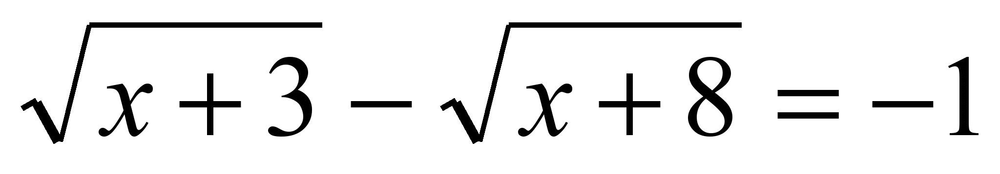 √(x + 3) − √(x + 8) = −1